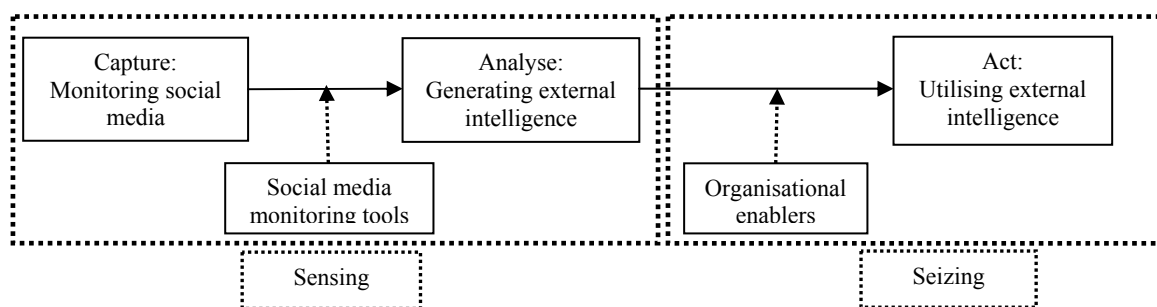 Capture:
Monitoring social
media
Analyse:
Generating external
intelligence
Act:
Utilising external
intelligence
Social media
monitoring tools
Organisational
enablers
Sensing
Seizing